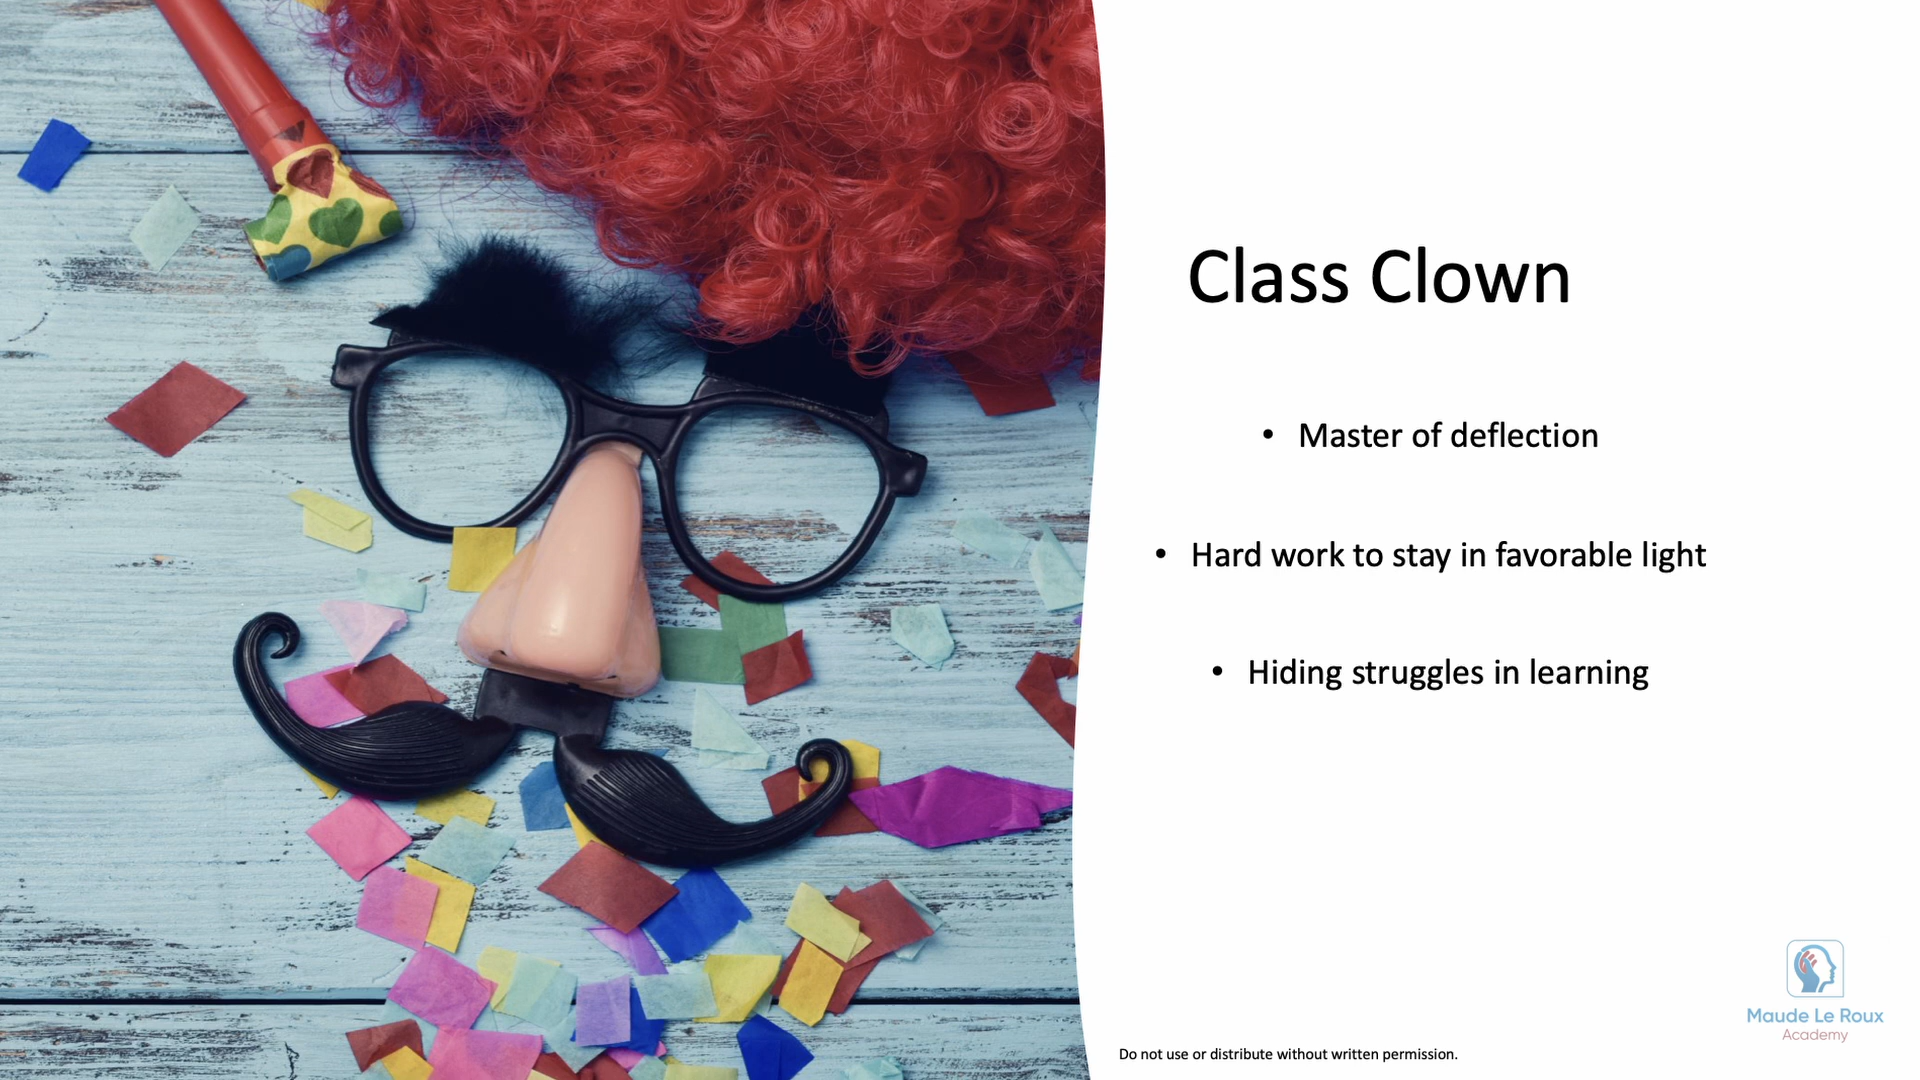 Class Clown
• Master of deflection
• Hard work to stay in favorable light
• Hiding struggles in learning
Maude Le Roux
Academy
Do not use or distribute without written permission.